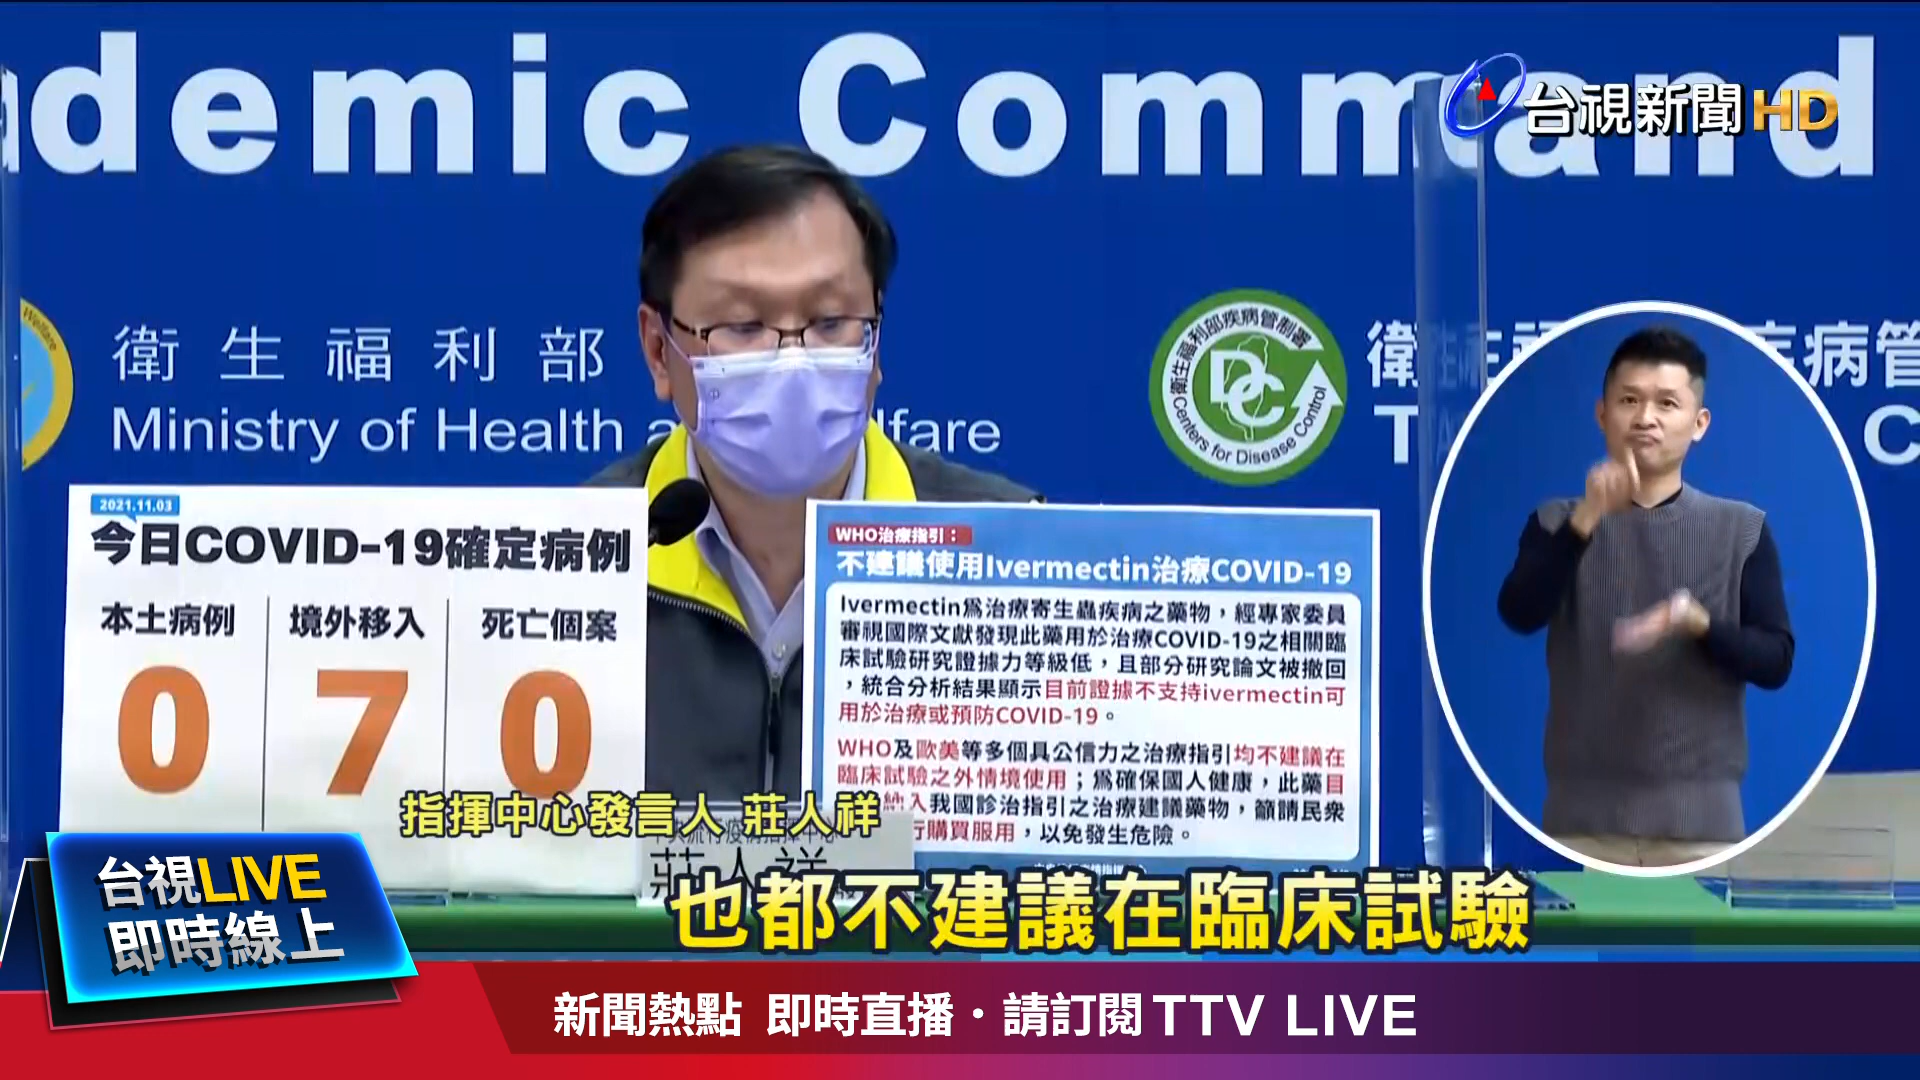 demic Command
台視新聞HD
衛生福利部
Ministry of Health
lfare
Welfare
衛生福利部疾病管制署
Centers for Disease Control
DC
衛生福
疾病管
T
C
2021.11.03
今日COVID-19確定病例
本土病例
境外移入
死亡個案
0
7
0
WHO治療指引：
不建議使用Ivermectin治療COVID-19
Ivermectin為治療寄生蟲疾病之藥物，經專家委員
審視國際文獻發現此藥用於治療COVID-19之相關臨
床試驗研究證據力等級低，且部分研究論文被撤回
，統合分析結果顯示目前證據不支持ivermectin可
用於治療或預防COVID-19。
WHO及歐美等多個具公信力之治療指引均不建議在
臨床試驗之外情境使用；為確保國人健康，此藥目
納入我國診治指引之治療建議藥物，籲請民眾
行購買服用，以免發生危險。
指揮中心發言人 莊人祥
莊人祥
也都不建議在臨床試驗
台視LIVE
即時線上
新聞熱點 即時直播・請訂閱TTV LIVE